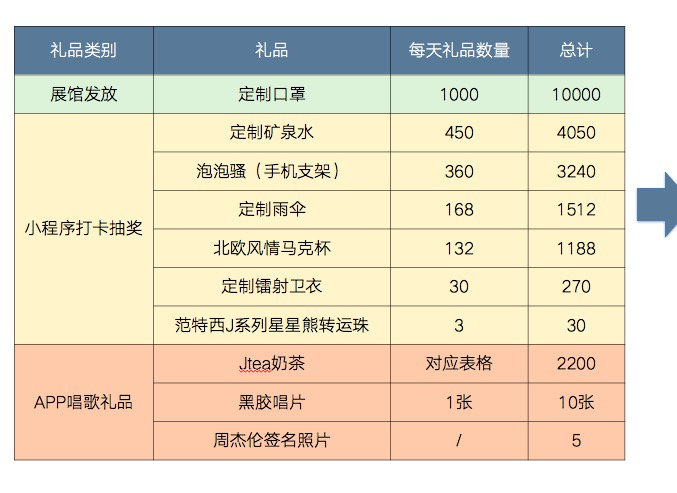 礼品类别 礼品 每天礼品数量 总计
展馆发放 定制口罩 1000 10000
定制矿泉水 450 4050
泡泡骚（手机支架） 360 3240
定制雨伞 168 1512
小程序打卡抽奖
北欧风情马克杯 132 1188
定制镭射卫衣 30 270
范特西J系列星星熊转运珠 3 30
Jtea奶茶 对应表格 2200
APP唱歌礼品 黑胶唱片 1张 10张
周杰伦签名照片 / 5